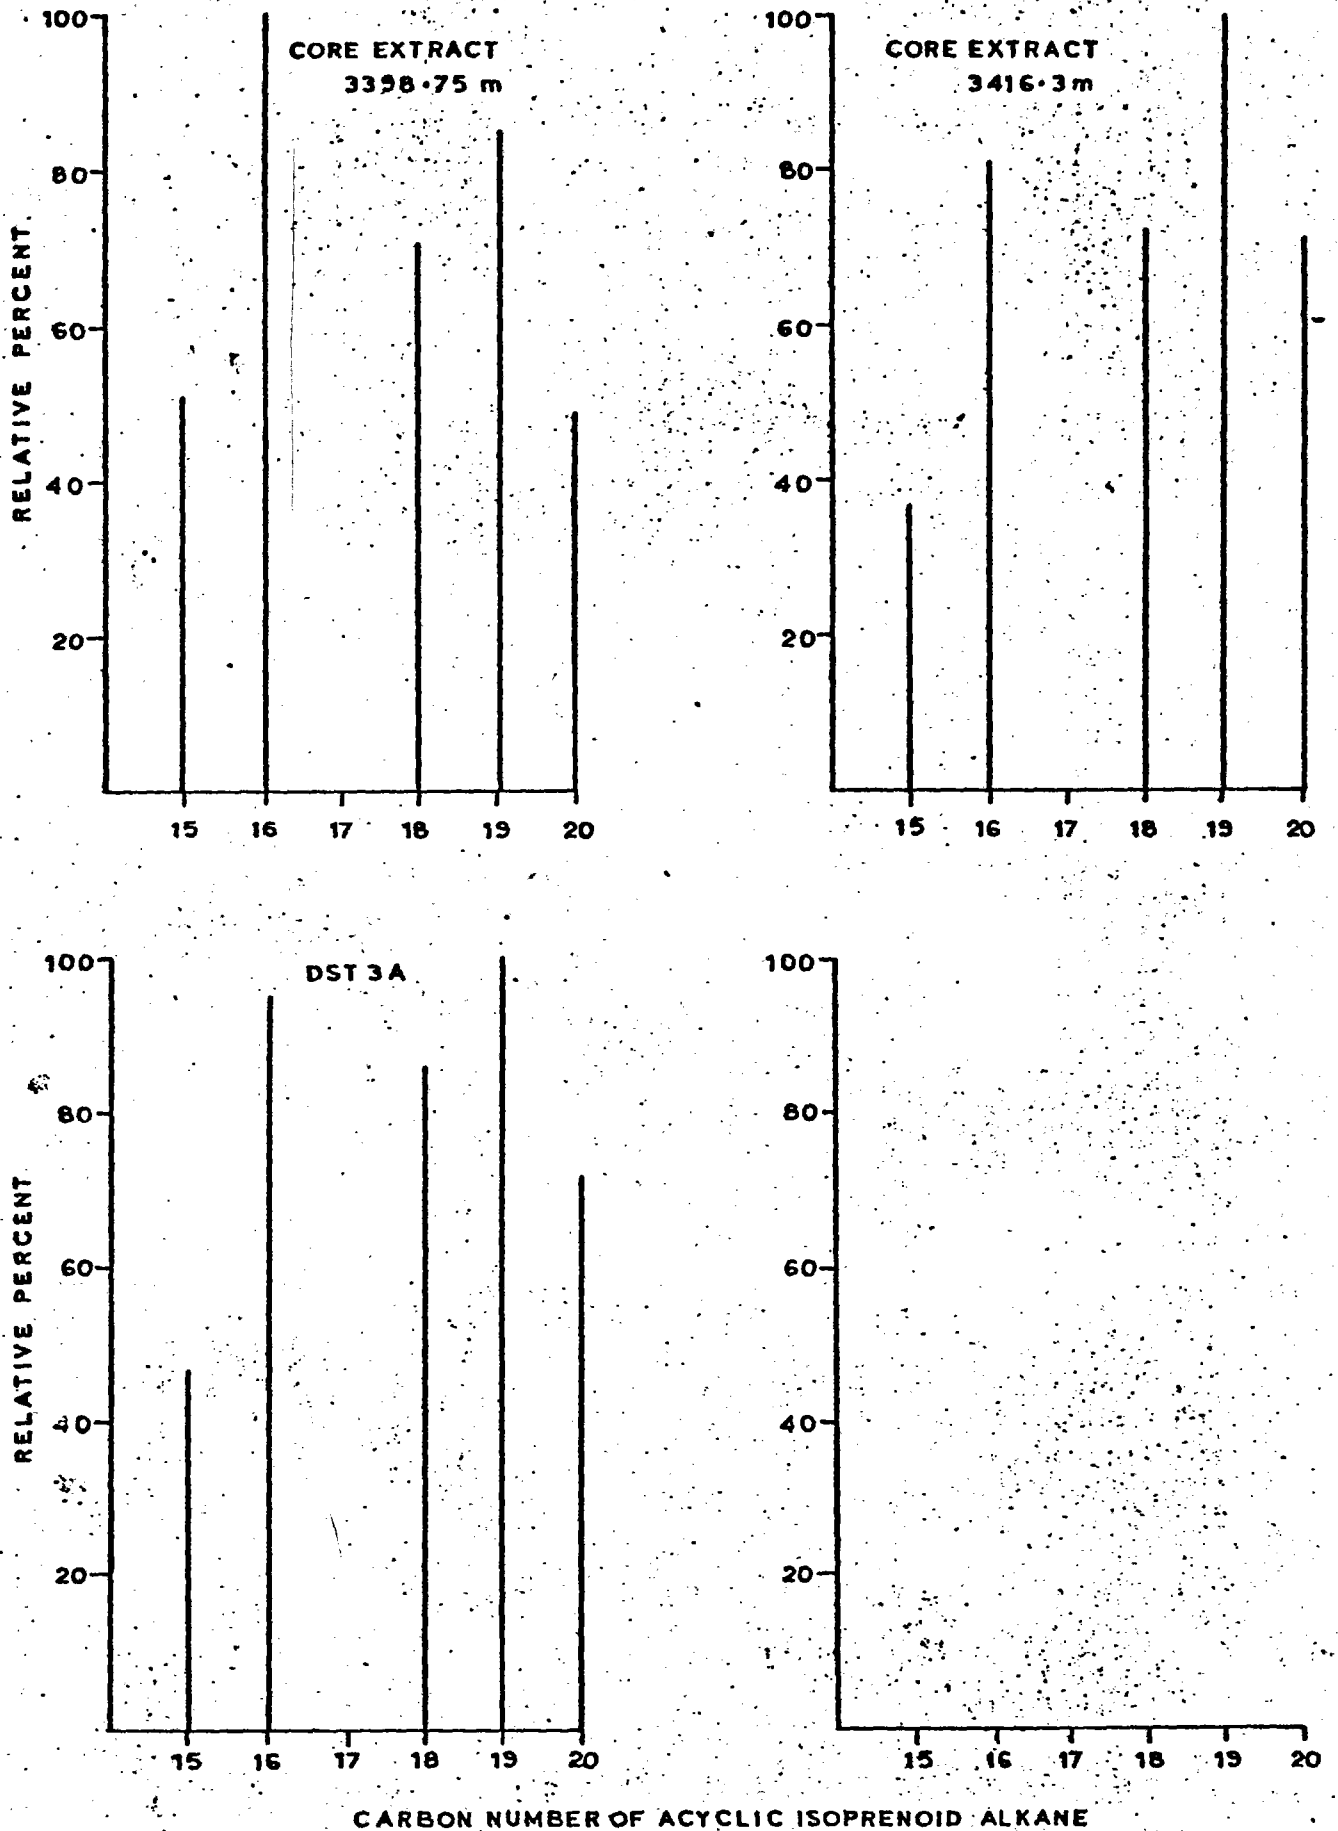 CORE EXTRACT
3398·75 m
RELATIVE PERCENT
100
80
60
40
20
15 16 17 18 19 20
CORE EXTRACT
3416·3 m
100
80
60
40
20
15 16 17 18 19 20
DST 3A
RELATIVE PERCENT
100
80
60
40
20
15 16 17 18 19 20
100
80
60
40
20
15 16 17 18 19 20
CARBON NUMBER OF ACYCLIC ISOPRENOID ALKANE